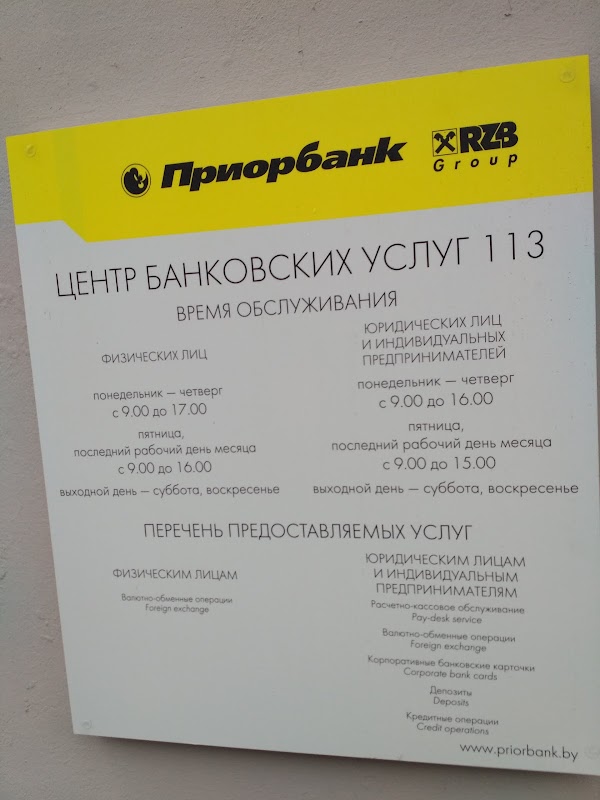 Приорбанк
RZB
Group
ЦЕНТР БАНКОВСКИХ УСЛУГ 113
ВРЕМЯ ОБСЛУЖИВАНИЯ
ФИЗИЧЕСКИХ ЛИЦ
понедельник — четверг
с 9.00 до 17.00
пятница,
последний рабочий день месяца
с 9.00 до 16.00
выходной день — суббота, воскресенье
ЮРИДИЧЕСКИХ ЛИЦ
И ИНДИВИДУАЛЬНЫХ
ПРЕДПРИНИМАТЕЛЕЙ
понедельник — четверг
с 9.00 до 16.00
пятница,
последний рабочий день месяца
с 9.00 до 15.00
выходной день — суббота, воскресенье
ПЕРЕЧЕНЬ ПРЕДОСТАВЛЯЕМЫХ УСЛУГ
ФИЗИЧЕСКИМ ЛИЦАМ
Валютно-обменные операции
Foreign exchange
ЮРИДИЧЕСКИМ ЛИЦАМ
И ИНДИВИДУАЛЬНЫМ
ПРЕДПРИНИМАТЕЛЯМ
Расчетно-кассовое обслуживание
Pay-desk service
Валютно-обменные операции
Foreign exchange
Корпоративные банковские карточки
Corporate bank cards
Депозиты
Deposits
Кредитные операции
Credit operations
www.priorbank.by